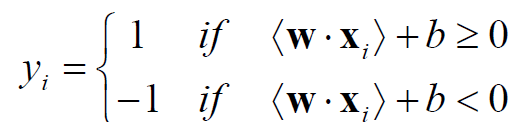 yᵢ = { 1 if ⟨w · xᵢ⟩ + b ≥ 0
−1 if ⟨w · xᵢ⟩ + b < 0